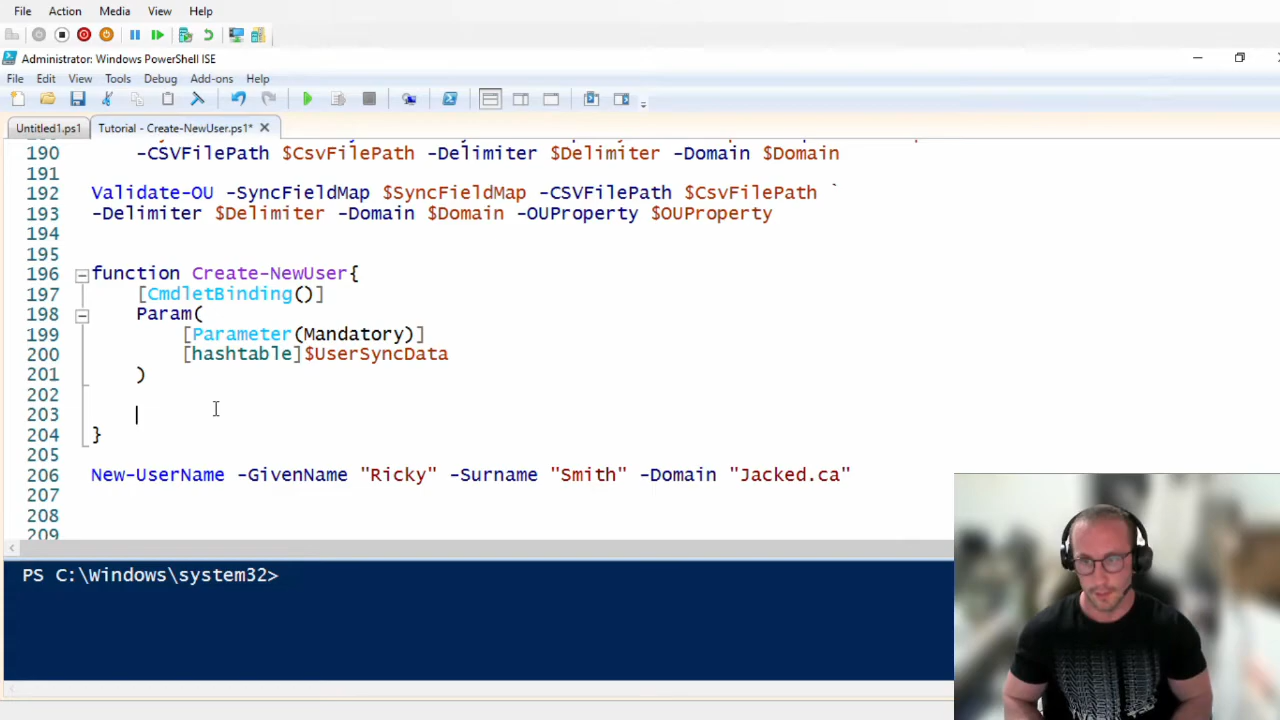 File Action Media View Help
Administrator: Windows PowerShell ISE
File Edit View Tools Debug Add-ons Help
Untitled1.ps1 Tutorial - Create-NewUser.ps1*
190 -CSVFilePath $CsvFilePath -Delimiter $Delimiter -Domain $Domain
191
192 Validate-OU -SyncFieldMap $SyncFieldMap -CSVFilePath $CsvFilePath `
193 -Delimiter $Delimiter -Domain $Domain -OUProperty $OUProperty
194
195
196 function Create-NewUser{
197 [CmdletBinding()]
198 Param(
199 [Parameter(Mandatory)]
200 [hashtable]$UserSyncData
201 )
202
203
204 }
205
206 New-UserName -GivenName "Ricky" -Surname "Smith" -Domain "Jacked.ca"
207
208
209
PS C:\Windows\system32>